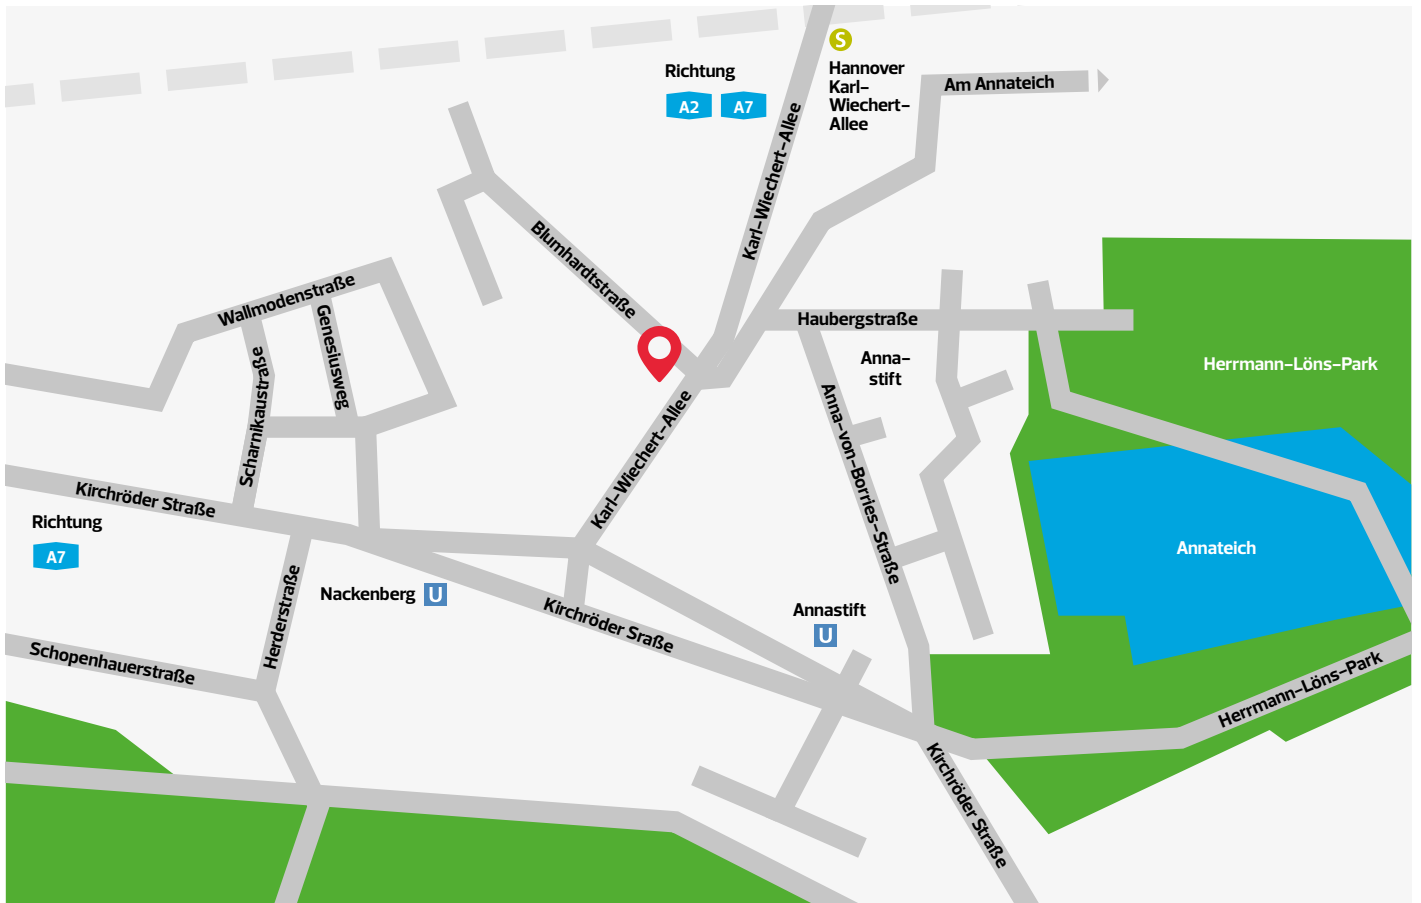 S
Richtung
A2 A7
Hannover
Karl-
Wiechert-
Allee
Am Annateich
Karl-Wiechert-Allee
Blumhardtstraße
Wallmodenstraße
Genesiusweg
Scharnikaustraße
Haubergstraße
Anna-
stift
Herrmann-Löns-Park
Karl-Wiechert-Allee
Anna-von-Borries-Straße
Kirchröder Straße
Richtung
A7
Annateich
Nackenberg U
Herderstraße
Kirchröder Sraße
Annastift
U
Schopenhauerstraße
Herrmann-Löns-Park
Kirchröder Straße